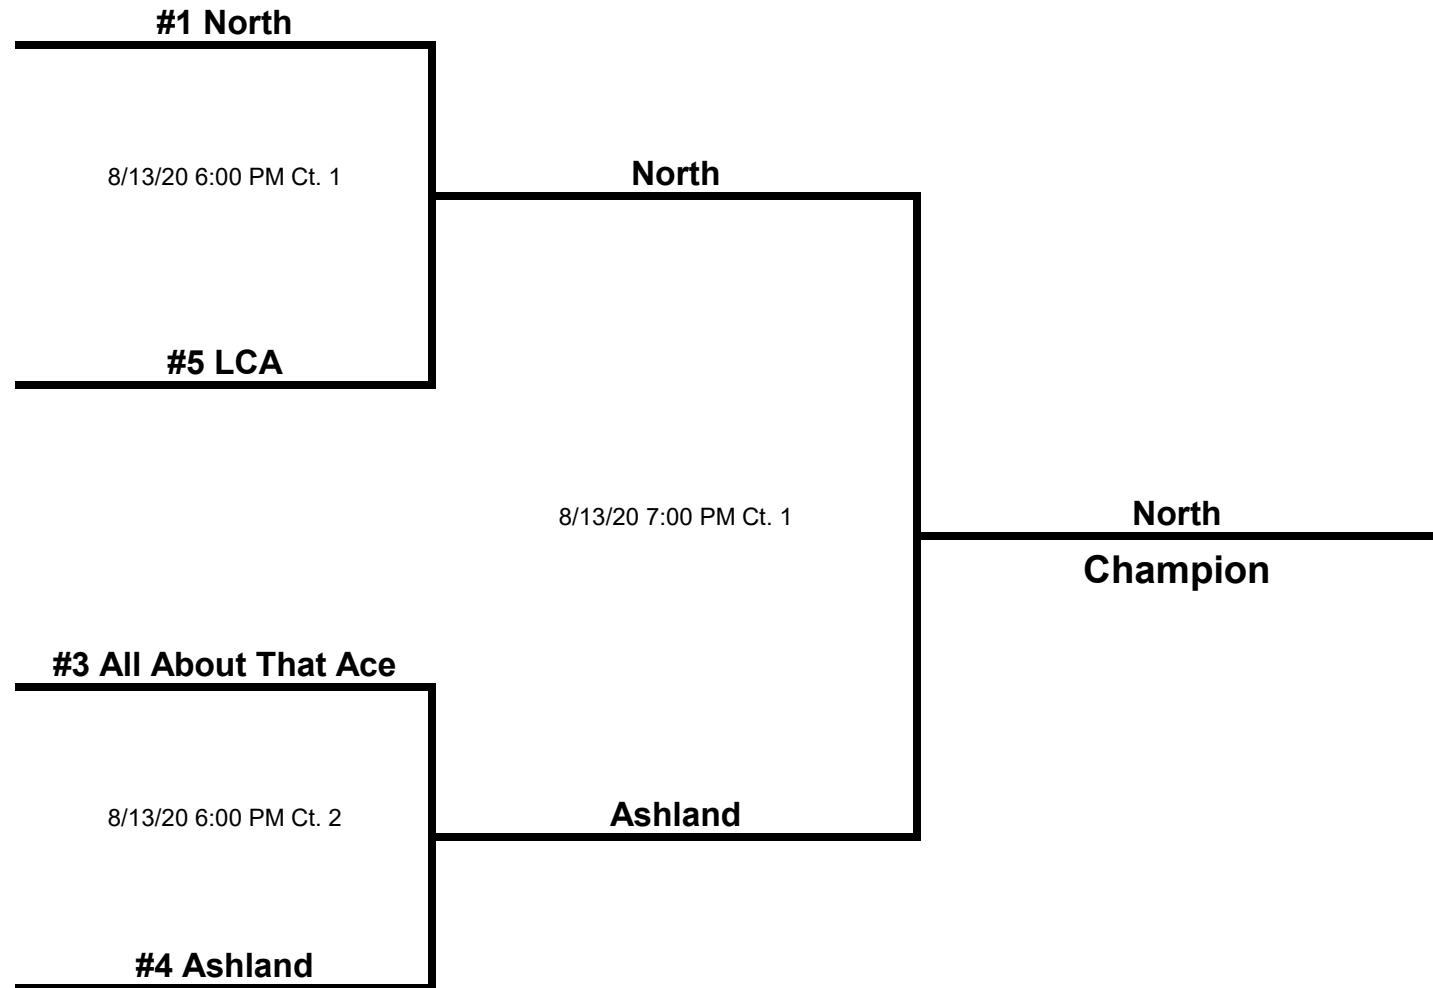 #1 North
8/13/20 6:00 PM Ct. 1
North
#5 LCA
8/13/20 7:00 PM Ct. 1
North
Champion
#3 All About That Ace
8/13/20 6:00 PM Ct. 2
Ashland
#4 Ashland